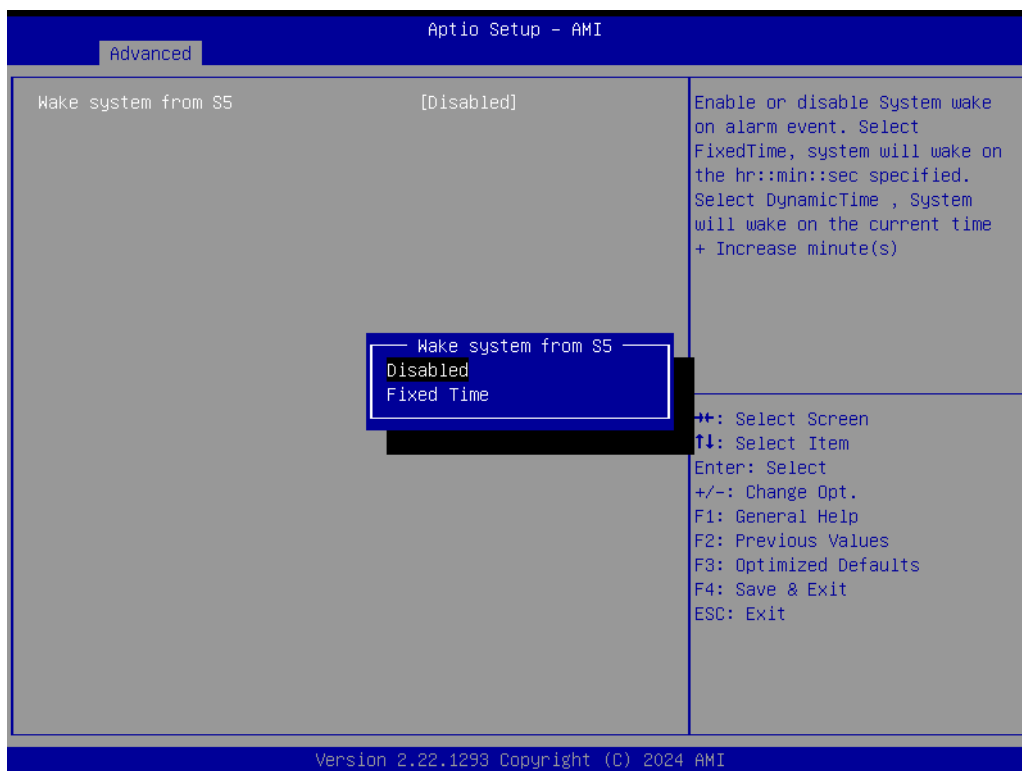 Aptio Setup - AMI
Advanced
Wake system from S5 [Disabled]
Enable or disable System wake
on alarm event. Select
FixedTime, system will wake on
the hr::min::sec specified.
Select DynamicTime , System
will wake on the current time
+ Increase minute(s)
Wake system from S5
Disabled
Fixed Time
→←: Select Screen
↑↓: Select Item
Enter: Select
+/-: Change Opt.
F1: General Help
F2: Previous Values
F3: Optimized Defaults
F4: Save & Exit
ESC: Exit
Version 2.22.1293 Copyright (C) 2024 AMI